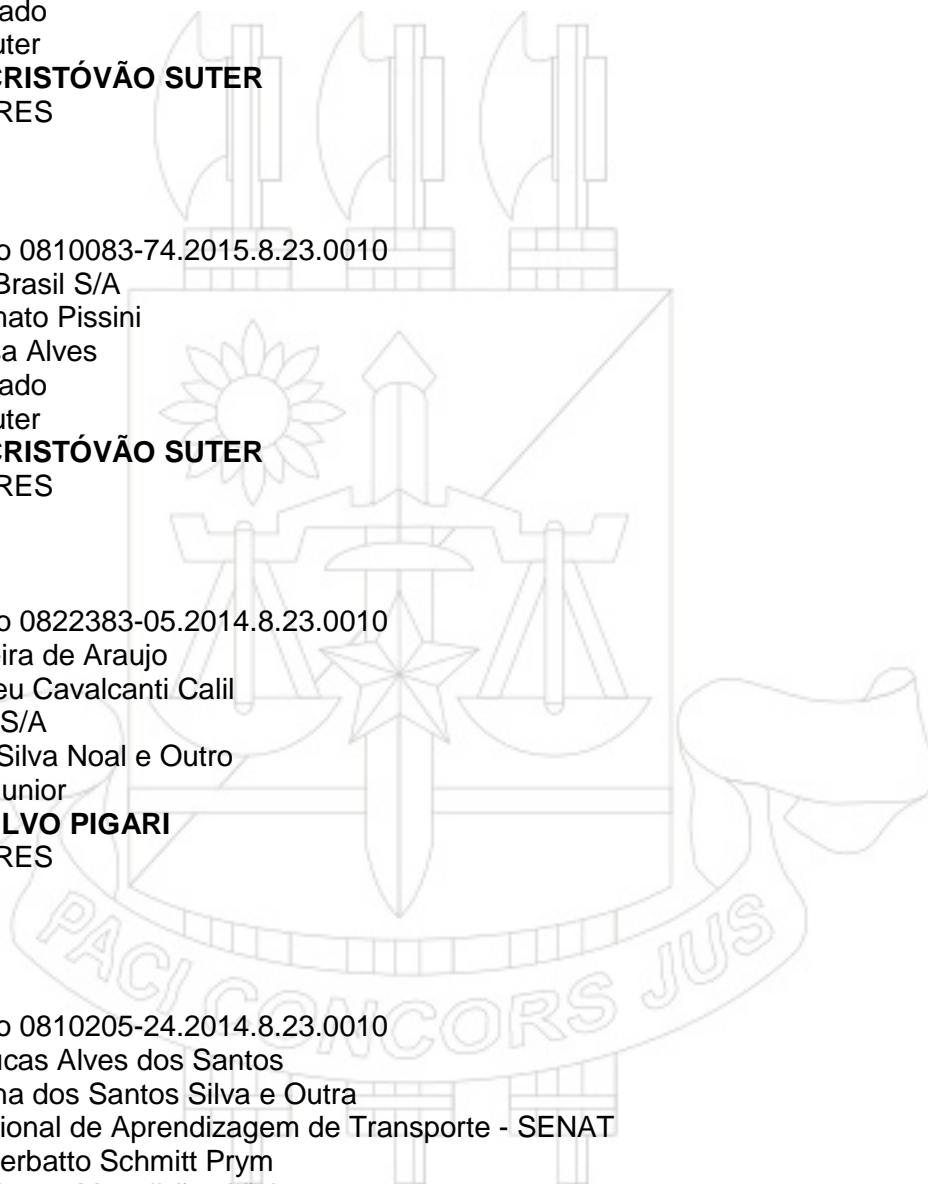 ado
uter
CRISTÓVÃO SUTER
RES
o 0810083-74.2015.8.23.0010
Brasil S/A
nato Pissini
a Alves
ado
uter
CRISTÓVÃO SUTER
RES
o 0822383-05.2014.8.23.0010
eira de Araujo
eu Cavalcanti Calil
S/A
Silva Noal e Outro
Junior
LVO PIGARI
RES
PACI CONCORS JUS
o 0810205-24.2014.8.23.0010
ucas Alves dos Santos
na dos Santos Silva e Outra
ional de Aprendizagem de Transporte - SENAT
erbatto Schmitt Prym